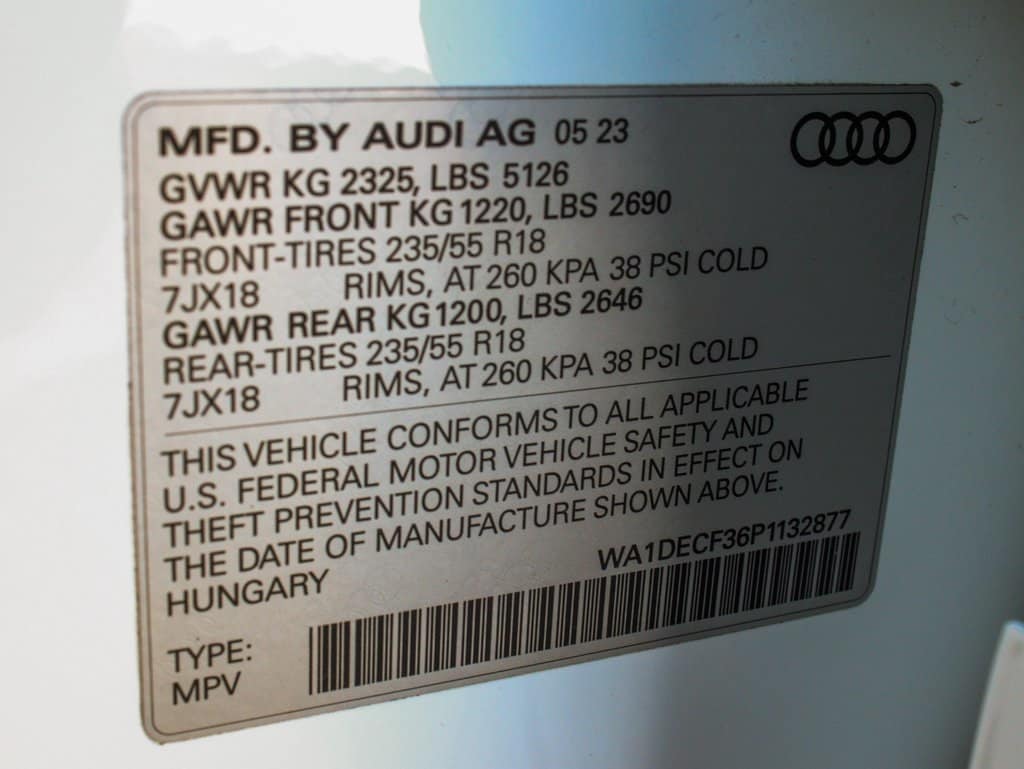 MFD. BY AUDI AG 05 23
GVWR KG 2325, LBS 5126
GAWR FRONT KG 1220, LBS 2690
FRONT-TIRES 235/55 R18
7JX18 RIMS, AT 260 KPA 38 PSI COLD
GAWR REAR KG 1200, LBS 2646
REAR-TIRES 235/55 R18
7JX18 RIMS, AT 260 KPA 38 PSI COLD
THIS VEHICLE CONFORMS TO ALL APPLICABLE
U.S. FEDERAL MOTOR VEHICLE SAFETY AND
THEFT PREVENTION STANDARDS IN EFFECT ON
THE DATE OF MANUFACTURE SHOWN ABOVE.
HUNGARY
WA1DECF36P1132877
TYPE:
MPV